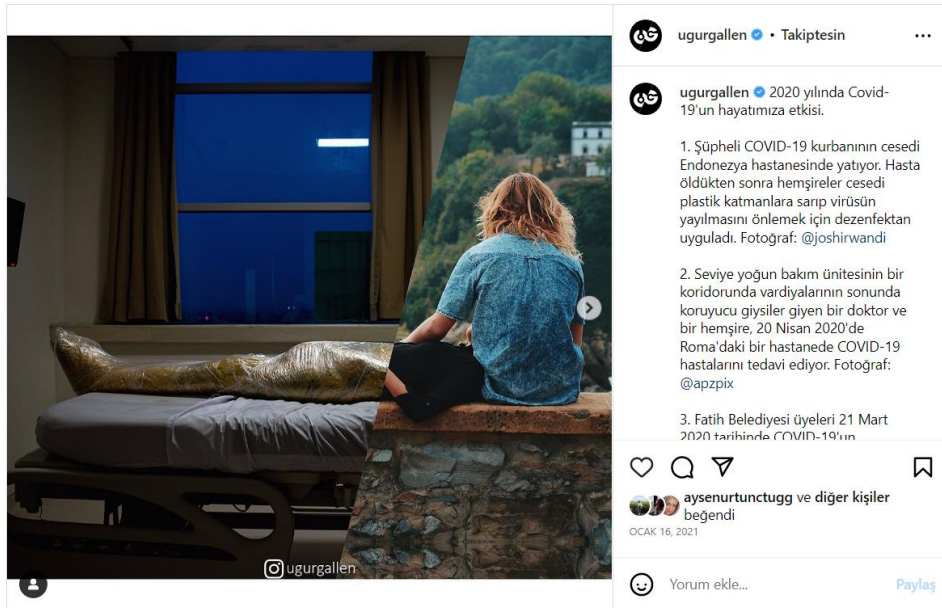 ugurgallen • Takiptesin
ugurgallen 2020 yılında Covid-
19'un hayatımıza etkisi.
1. Şüpheli COVID-19 kurbanının cesedi
Endonezya hastanesinde yatıyor. Hasta
öldükten sonra hemşireler cesedi
plastik katmanlara sarıp virüsün
yayılmasını önlemek için dezenfektan
uyguladı. Fotoğraf: @joshirwandi
2. Seviye yoğun bakım ünitesinin bir
koridorunda vardiyalarının sonunda
koruyucu giysiler giyen bir doktor ve
bir hemşire, 20 Nisan 2020'de
Roma'daki bir hastanede COVID-19
hastalarını tedavi ediyor. Fotoğraf:
@apzpix
3. Fatih Belediyesi üyeleri 21 Mart
2020 tarihinde COVID-19'un
aysenurtunctugg ve diğer kişiler
beğendi
OCAK 16, 2021
Yorum ekle... Paylaş
ugurgallen